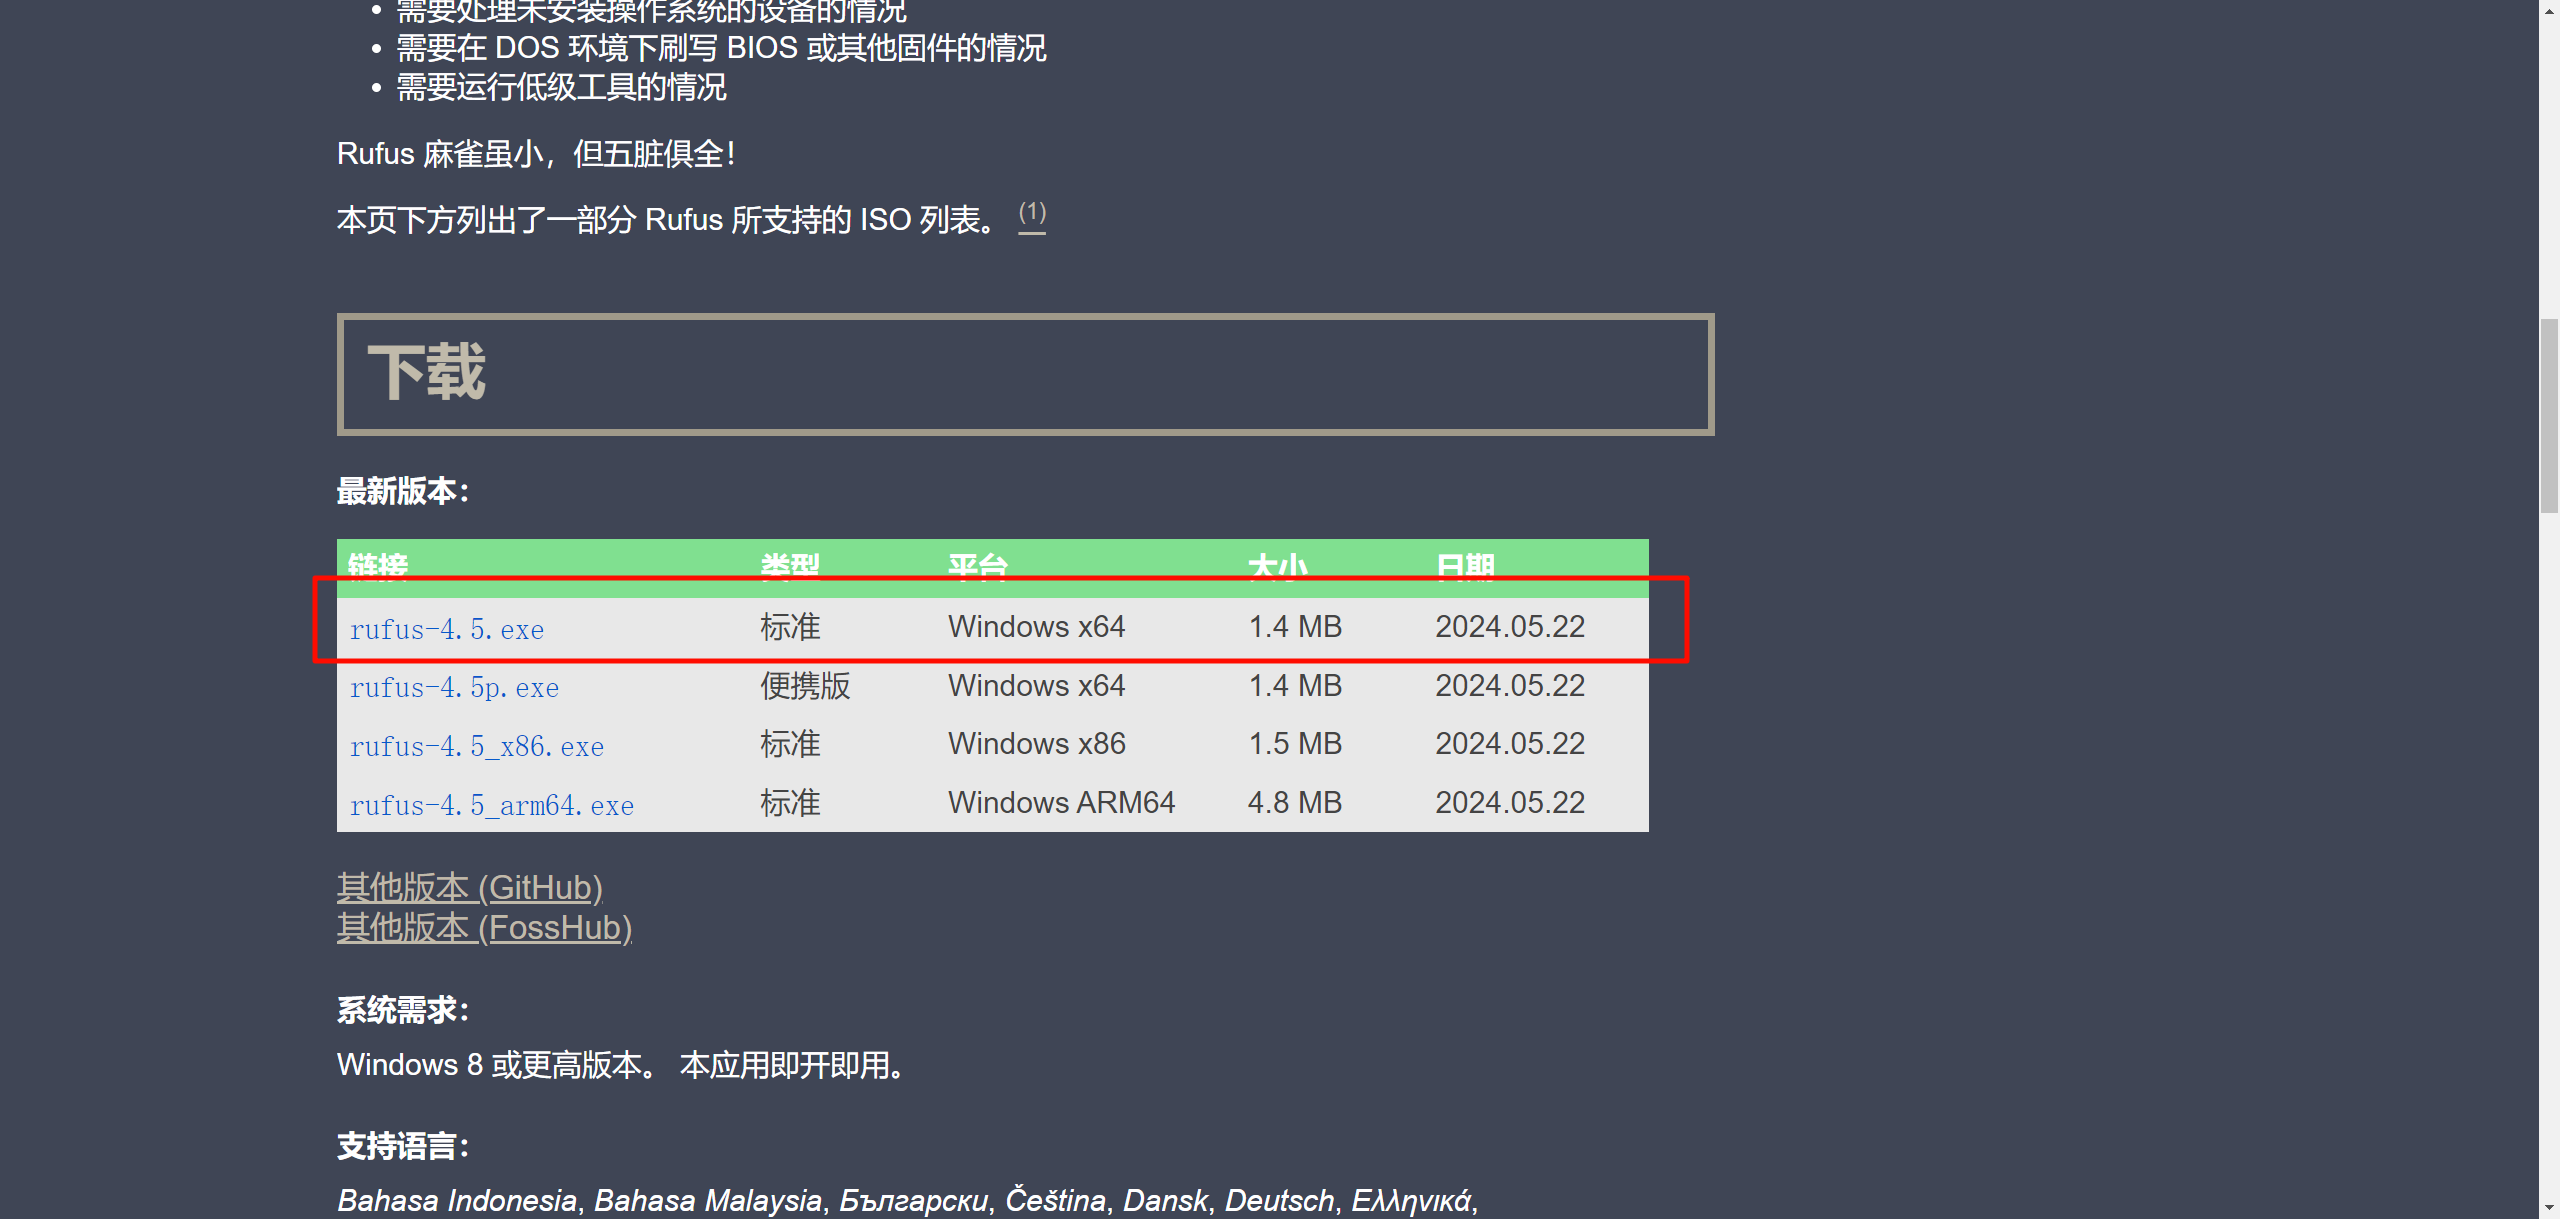 需要处理未安装操作系统的设备的情况
需要在 DOS 环境下刷写 BIOS 或其他固件的情况
需要运行低级工具的情况
Rufus 麻雀虽小，但五脏俱全！
本页下方列出了一部分 Rufus 所支持的 ISO 列表。 (1)
下载
最新版本：
链接 类型 平台 大小 日期
rufus-4.5.exe 标准 Windows x64 1.4 MB 2024.05.22
rufus-4.5p.exe 便携版 Windows x64 1.4 MB 2024.05.22
rufus-4.5_x86.exe 标准 Windows x86 1.5 MB 2024.05.22
rufus-4.5_arm64.exe 标准 Windows ARM64 4.8 MB 2024.05.22
其他版本 (GitHub)
其他版本 (FossHub)
系统需求：
Windows 8 或更高版本。 本应用即开即用。
支持语言：
Bahasa Indonesia, Bahasa Malaysia, Български, Čeština, Dansk, Deutsch, Ελληνικά,